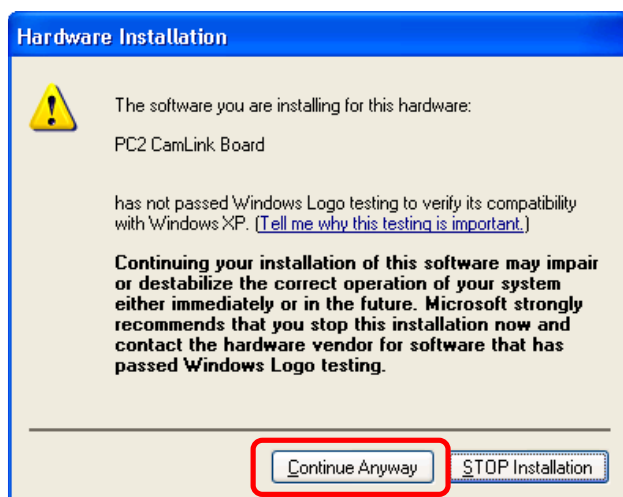 Hardware Installation
The software you are installing for this hardware:
PC2 CamLink Board
has not passed Windows Logo testing to verify its compatibility
with Windows XP. (Tell me why this testing is important.)
Continuing your installation of this software may impair
or destabilize the correct operation of your system
either immediately or in the future. Microsoft strongly
recommends that you stop this installation now and
contact the hardware vendor for software that has
passed Windows Logo testing.
Continue Anyway
STOP Installation